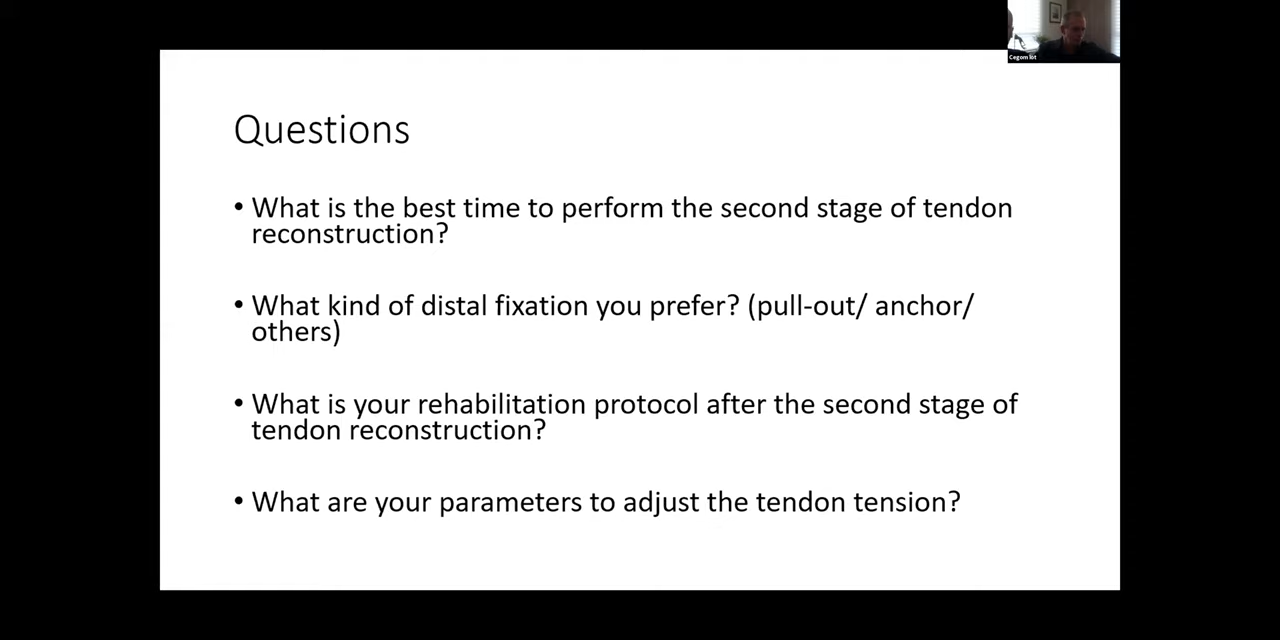 Cegom Iöt
Questions
• What is the best time to perform the second stage of tendon
reconstruction?
• What kind of distal fixation you prefer? (pull-out/ anchor/
others)
• What is your rehabilitation protocol after the second stage of
tendon reconstruction?
• What are your parameters to adjust the tendon tension?